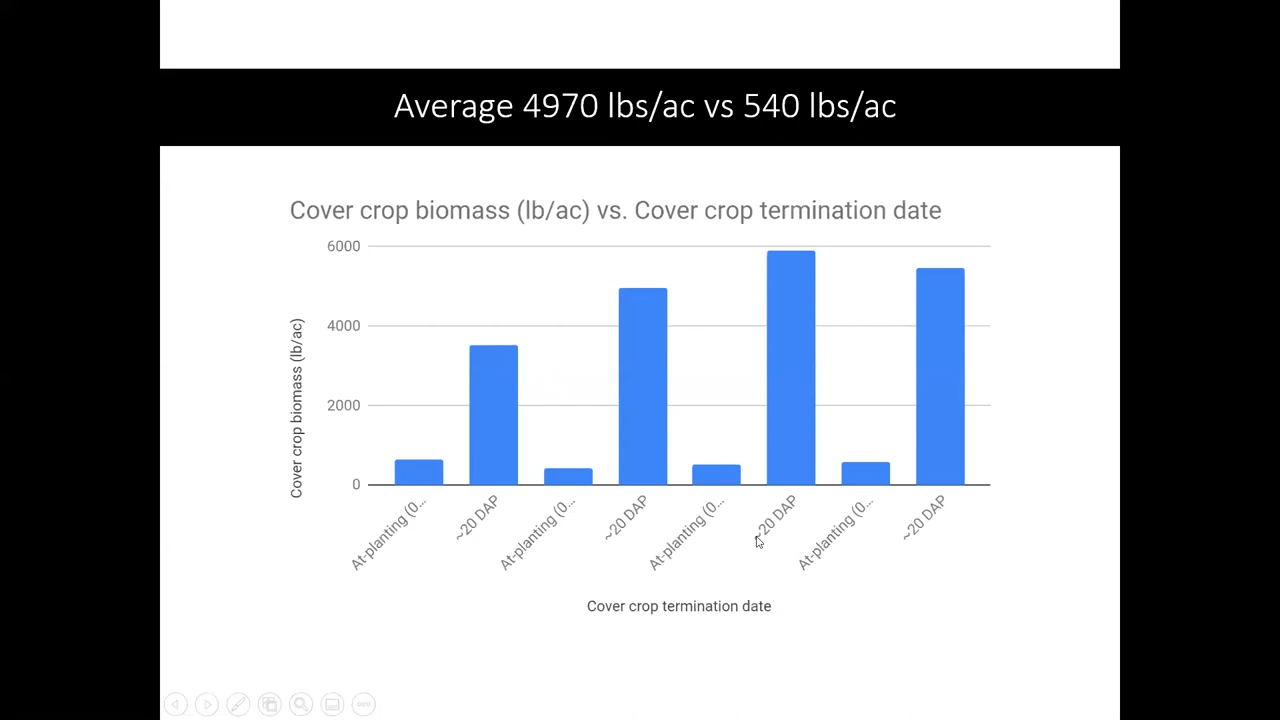 Average 4970 lbs/ac vs 540 lbs/ac
Cover crop biomass (lb/ac) vs. Cover crop termination date
6000
4000
2000
0
Cover crop biomass (lb/ac)
At-planting (0...
~20 DAP
At-planting (0...
~20 DAP
At-planting (0...
~20 DAP
At-planting (0...
~20 DAP
Cover crop termination date